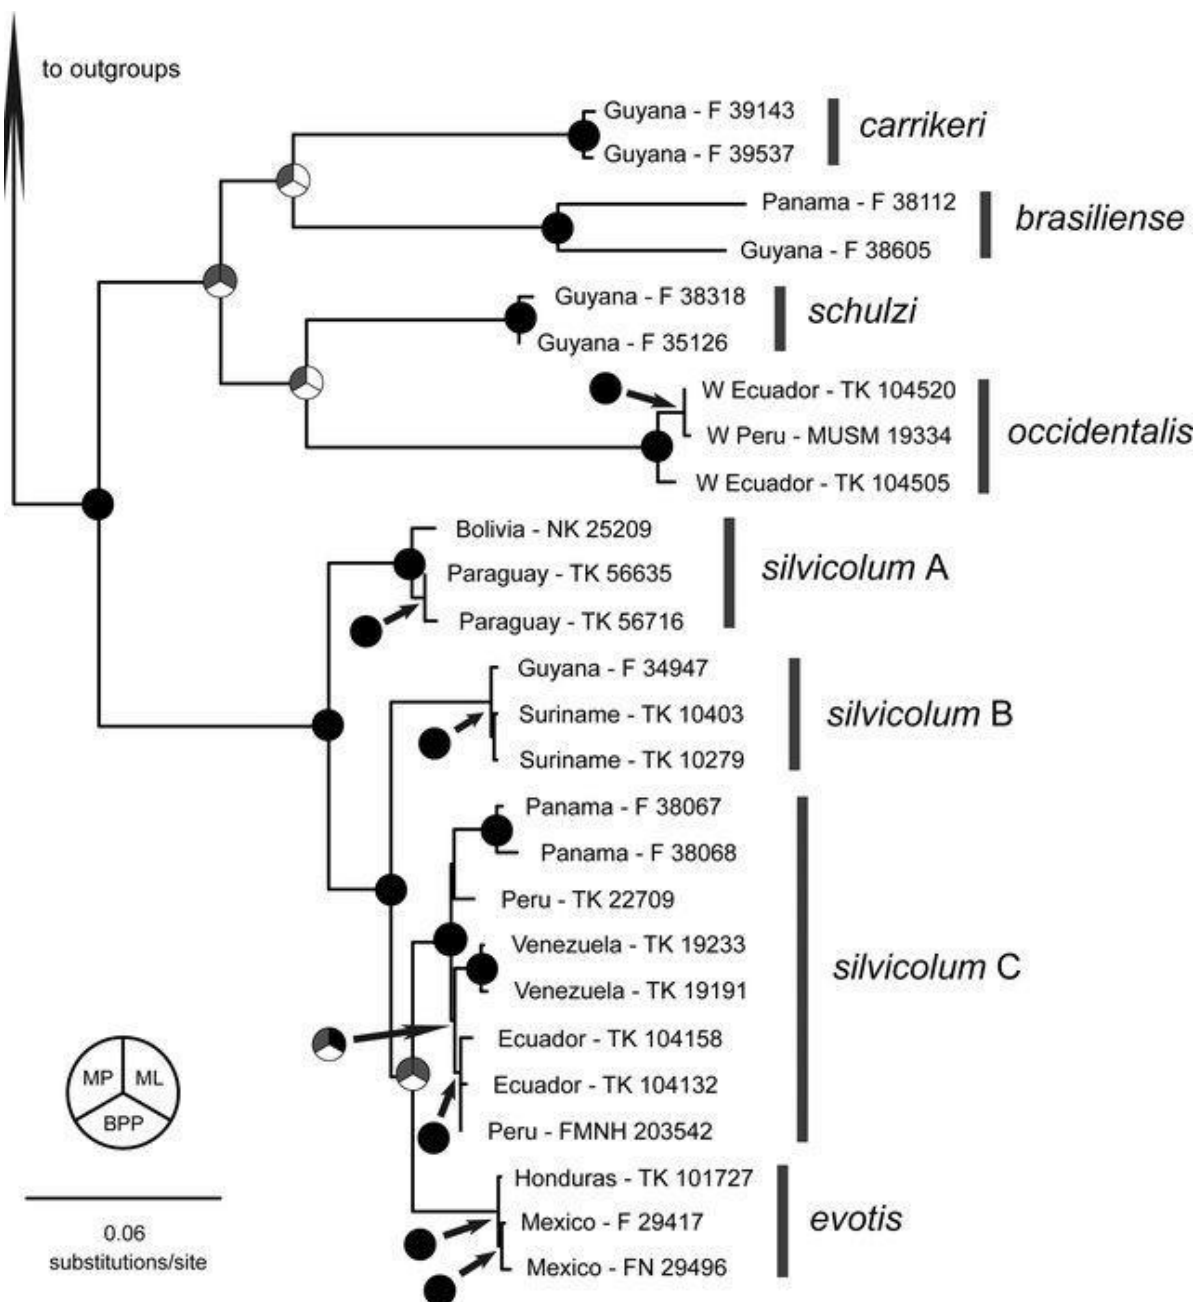 to outgroups
Guyana - F 39143
Guyana - F 39537
carrikeri
Panama - F 38112
Guyana - F 38605
brasiliense
Guyana - F 38318
Guyana - F 35126
schulzi
W Ecuador - TK 104520
W Peru - MUSM 19334
W Ecuador - TK 104505
occidentalis
Bolivia - NK 25209
Paraguay - TK 56635
Paraguay - TK 56716
silvicolum A
Guyana - F 34947
Suriname - TK 10403
Suriname - TK 10279
silvicolum B
Panama - F 38067
Panama - F 38068
Peru - TK 22709
Venezuela - TK 19233
Venezuela - TK 19191
Ecuador - TK 104158
Ecuador - TK 104132
Peru - FMNH 203542
silvicolum C
Honduras - TK 101727
Mexico - F 29417
Mexico - FN 29496
evotis
MP ML
BPP
0.06
substitutions/site